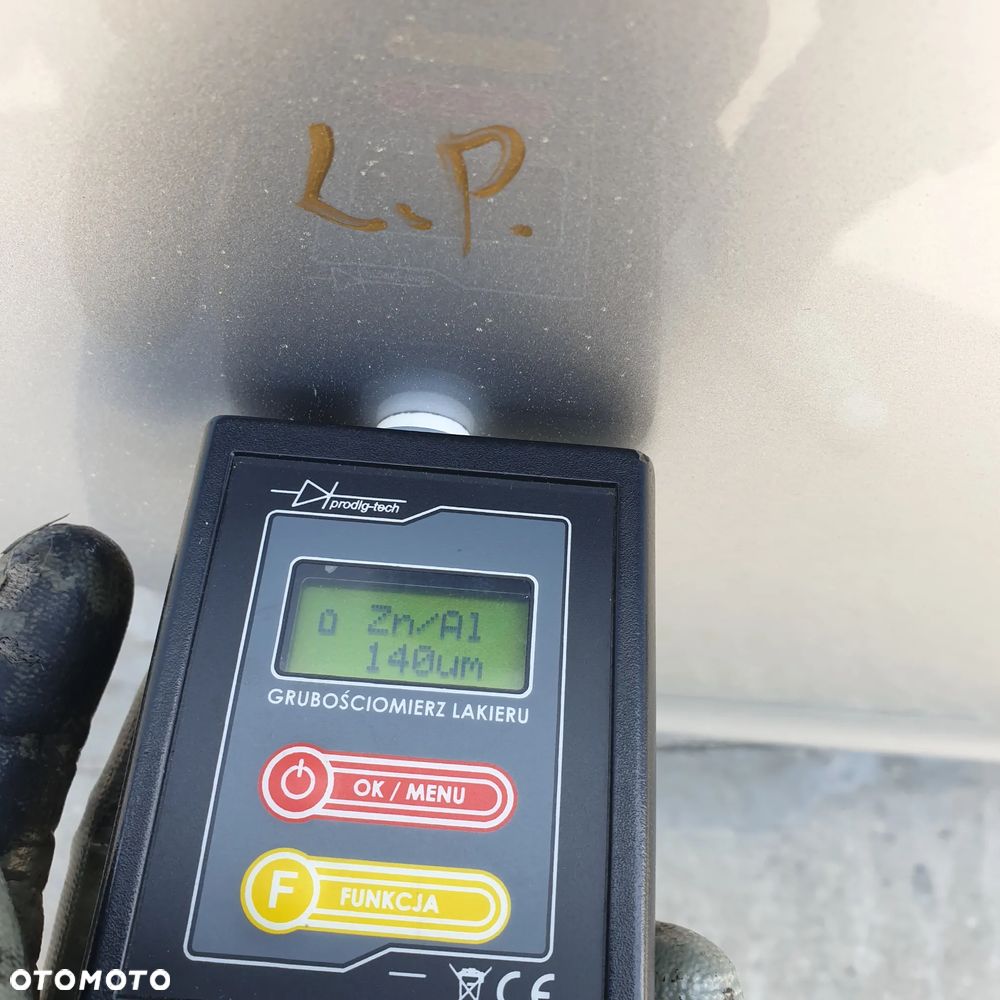 L.P.
prodig-tech
0 Zn/Al
140um
GRUBOŚCIOMIERZ LAKIERU
OK / MENU
F FUNKCJA
CE
OTOMOTO